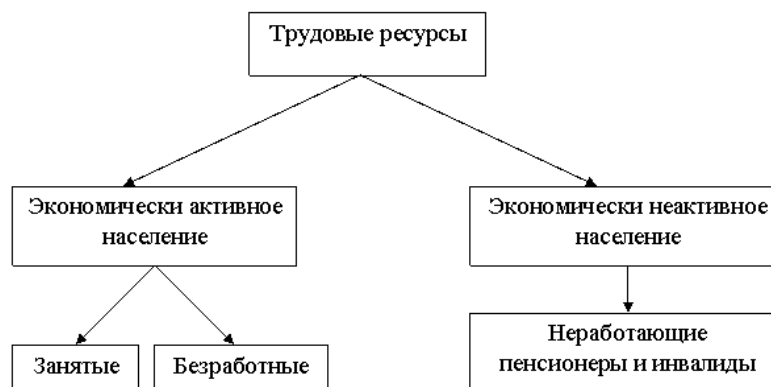 Трудовые ресурсы
Экономически активное
население
Экономически неактивное
население
Занятые
Безработные
Неработающие
пенсионеры и инвалиды